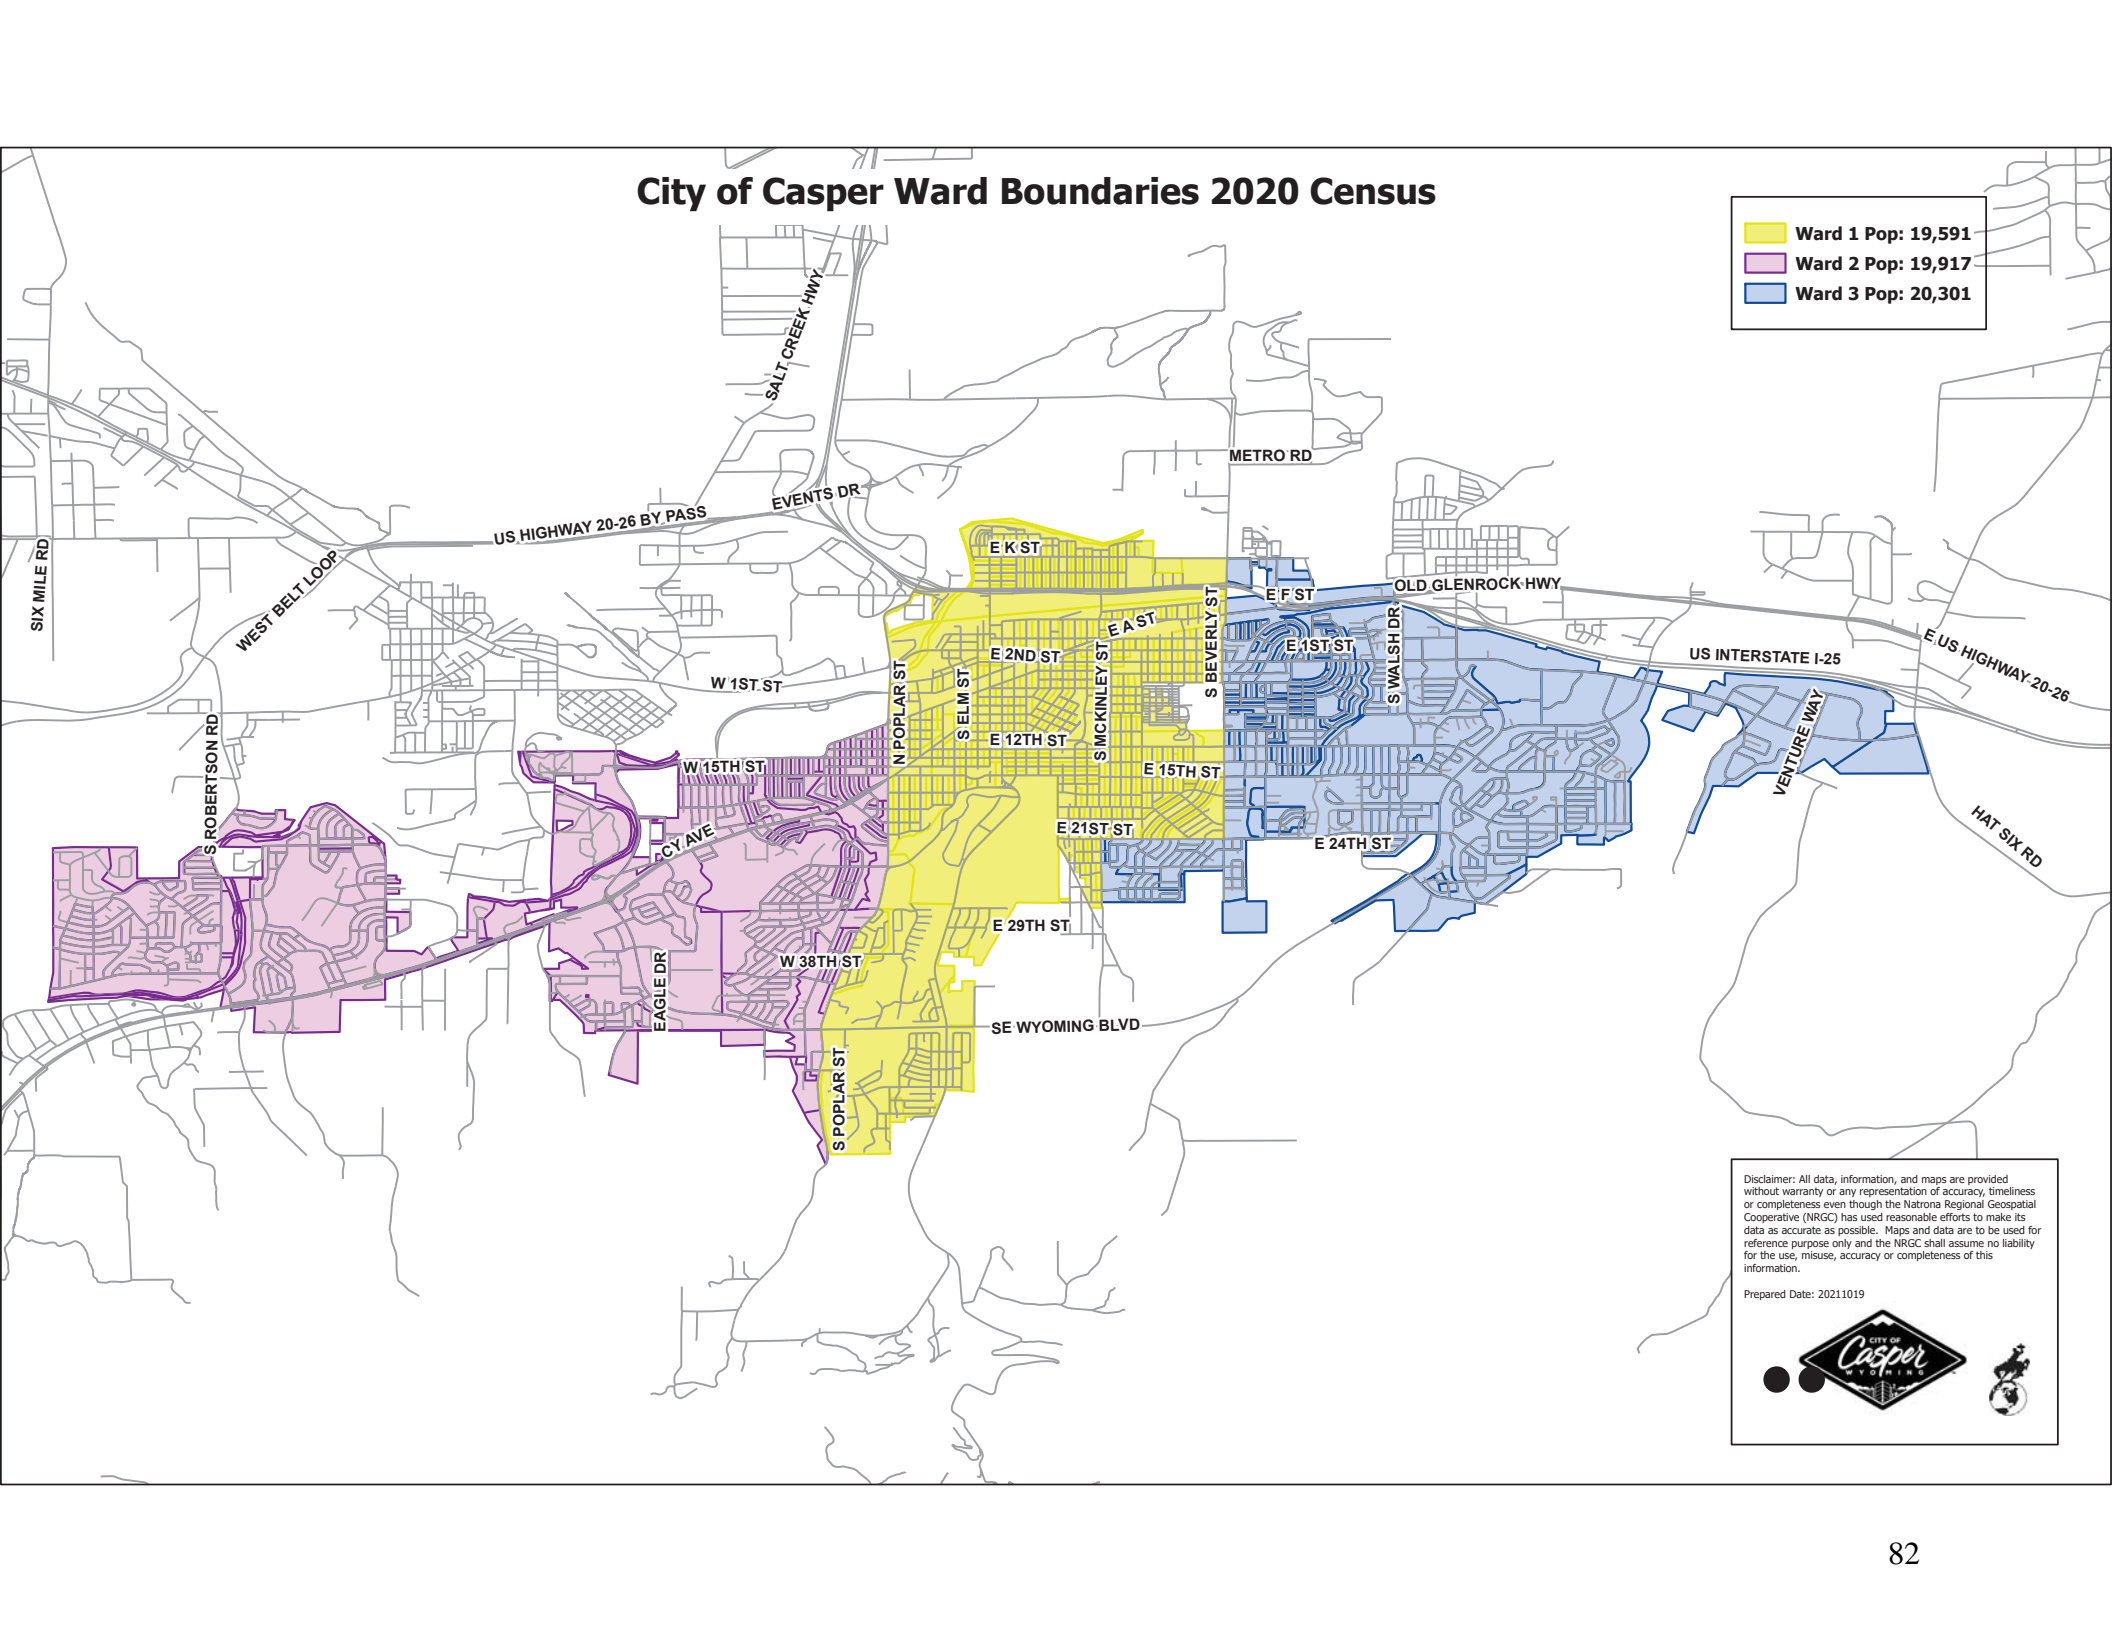 City of Casper Ward Boundaries 2020 Census
Ward 1 Pop: 19,591
Ward 2 Pop: 19,917
Ward 3 Pop: 20,301
SALT CREEK HWY
METRO RD
EVENTS DR
US HIGHWAY 20-26 BY PASS
SIX MILE RD
WEST BELT LOOP
E K ST
OLD GLENROCK HWY
E F ST
E A ST
S BEVERLY ST
E 1ST ST
S WALSH DR
E 2ND ST
S MCKINLEY ST
US INTERSTATE I-25
E US HIGHWAY 20-26
W 1ST ST
N POPLAR ST
S ELM ST
S ROBERTSON RD
E 12TH ST
VENTURE WAY
W 15TH ST
E 15TH ST
CY AVE
E 21ST ST
E 24TH ST
HAT SIX RD
E 29TH ST
W 38TH ST
EAGLE DR
SE WYOMING BLVD
S POPLAR ST
Disclaimer: All data, information, and maps are provided
without warranty or any representation of accuracy, timeliness
or completeness even though the Natrona Regional Geospatial
Cooperative (NRGC) has used reasonable efforts to make its
data as accurate as possible. Maps and data are to be used for
reference purpose only and the NRGC shall assume no liability
for the use, misuse, accuracy or completeness of this
information.
Prepared Date: 20211019
CITY OF
Casper
WYOMING
82